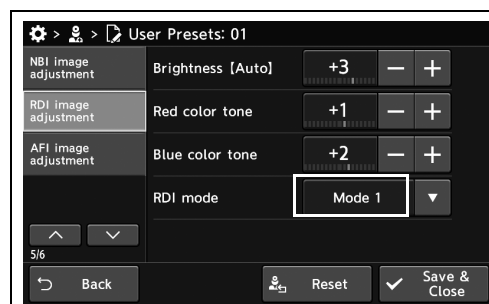 > > User Presets: 01
NBI image
adjustment
Brightness [Auto]
+3
RDI image
adjustment
Red color tone
+1
AFI image
adjustment
Blue color tone
+2
RDI mode
Mode 1
5/6
Back
Reset
Save &
Close